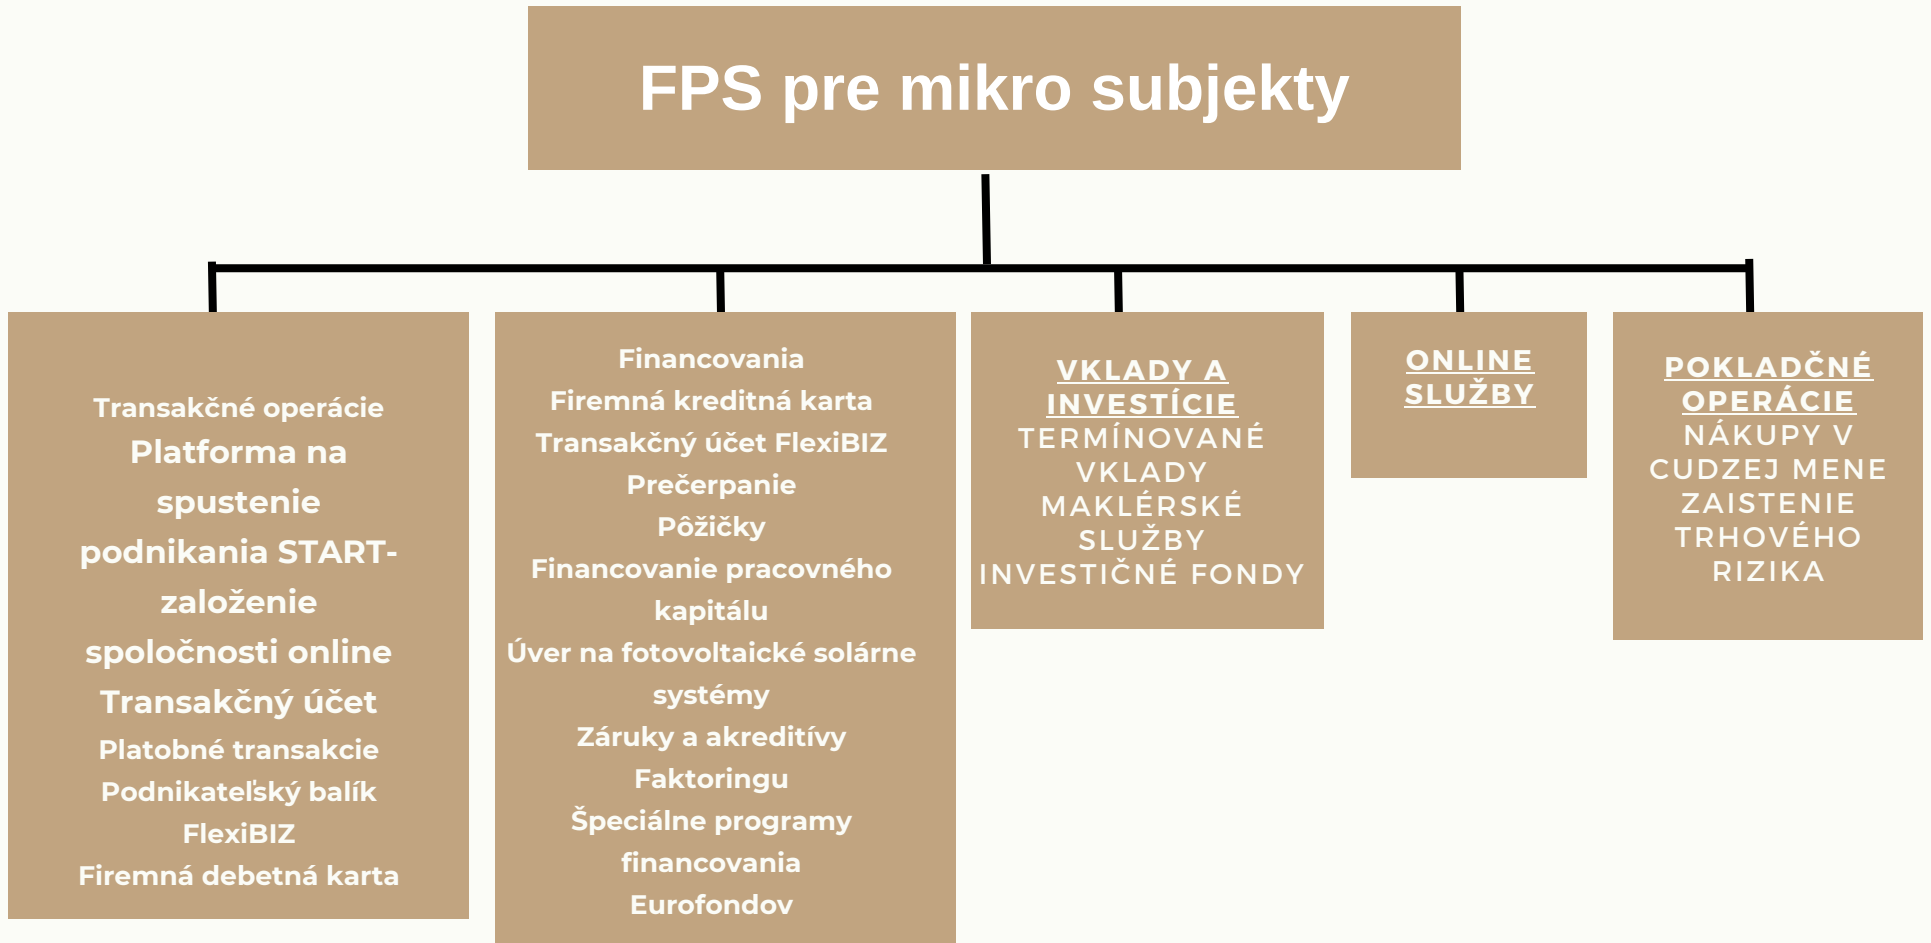 FPS pre mikro subjekty
Transakčné operácie
Platforma na
spustenie
podnikania START-
založenie
spoločnosti online
Transakčný účet
Platobné transakcie
Podnikateľský balík
FlexiBIZ
Firemná debetná karta
Financovania
Firemná kreditná karta
Transakčný účet FlexiBIZ
Prečerpanie
Pôžičky
Financovanie pracovného
kapitálu
Úver na fotovoltaické solárne
systémy
Záruky a akreditívy
Faktoringu
Špeciálne programy
financovania
Eurofondov
VKLADY A
INVESTÍCIE
TERMÍNOVANÉ
VKLADY
MAKLÉRSKÉ
SLUŽBY
INVESTIČNÉ FONDY
ONLINE
SLUŽBY
POKLADČNÉ
OPERÁCIE
NÁKUPY V
CUDZEJ MENE
ZAISTENIE
TRHOVÉHO
RIZIKA